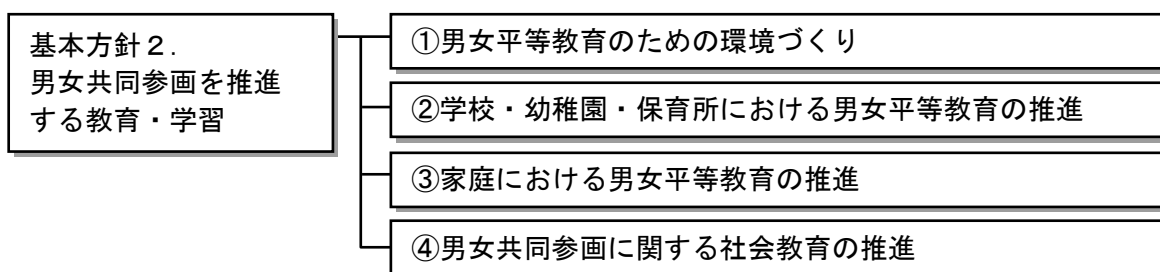 基本方針２．
男女共同参画を推進
する教育・学習
①男女平等教育のための環境づくり
②学校・幼稚園・保育所における男女平等教育の推進
③家庭における男女平等教育の推進
④男女共同参画に関する社会教育の推進